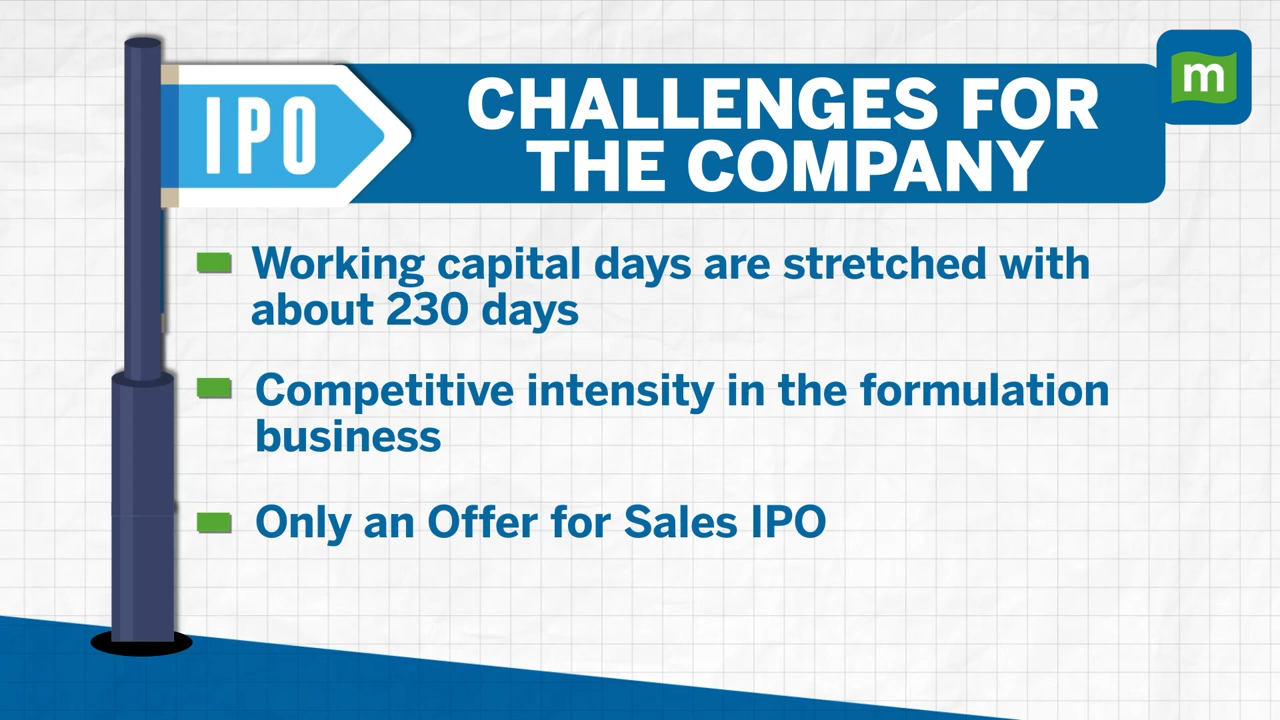 IPO
CHALLENGES FOR
THE COMPANY
m
Working capital days are stretched with
about 230 days
Competitive intensity in the formulation
business
Only an Offer for Sales IPO